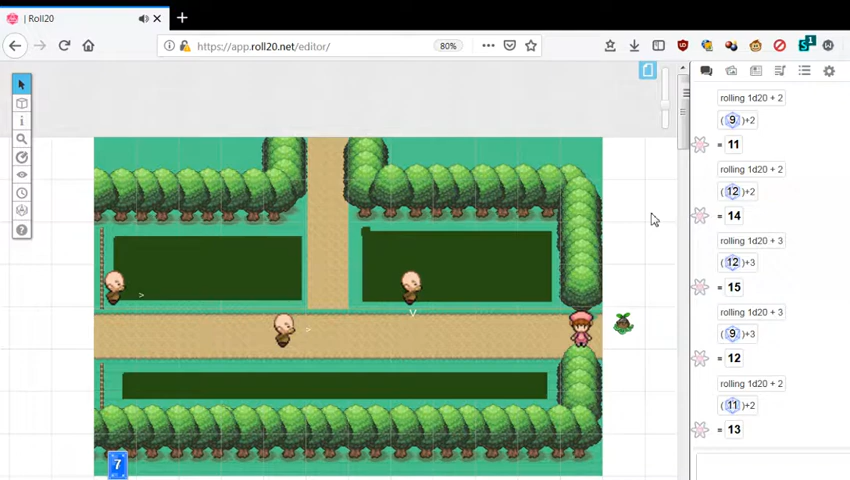 Roll20
https://app.roll20.net/editor/
80%
1
rolling 1d20 + 2
(9)+2
= 11
rolling 1d20 + 2
(12)+2
= 14
rolling 1d20 + 3
(12)+3
= 15
rolling 1d20 + 3
(9)+3
= 12
rolling 1d20 + 2
(11)+2
= 13
>
>
v
7